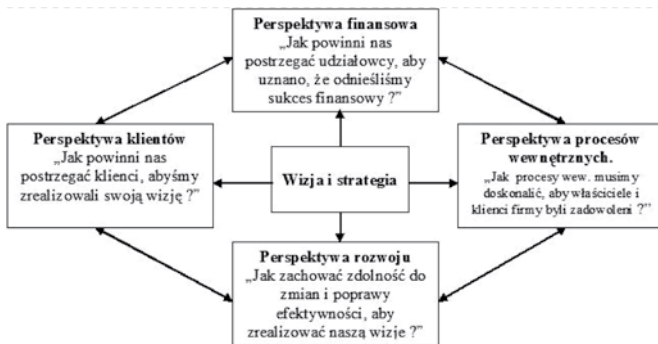 Perspektywa finansowa
„Jak powinni nas
postrzegać udziałowcy, aby
uznano, że odnieśliśmy
sukces finansowy ?”
Perspektywa klientów
„Jak powinni nas
postrzegać klienci, abyśmy
zrealizowali swoją wizję ?”
Wizja i strategia
Perspektywa procesów
wewnętrznych.
„Jak procesy wew. musimy
doskonalić, aby właściciele i
klienci firmy byli zadowoleni ?”
Perspektywa rozwoju
„Jak zachować zdolność do
zmian i poprawy
efektywności, aby
zrealizować naszą wizje ?”